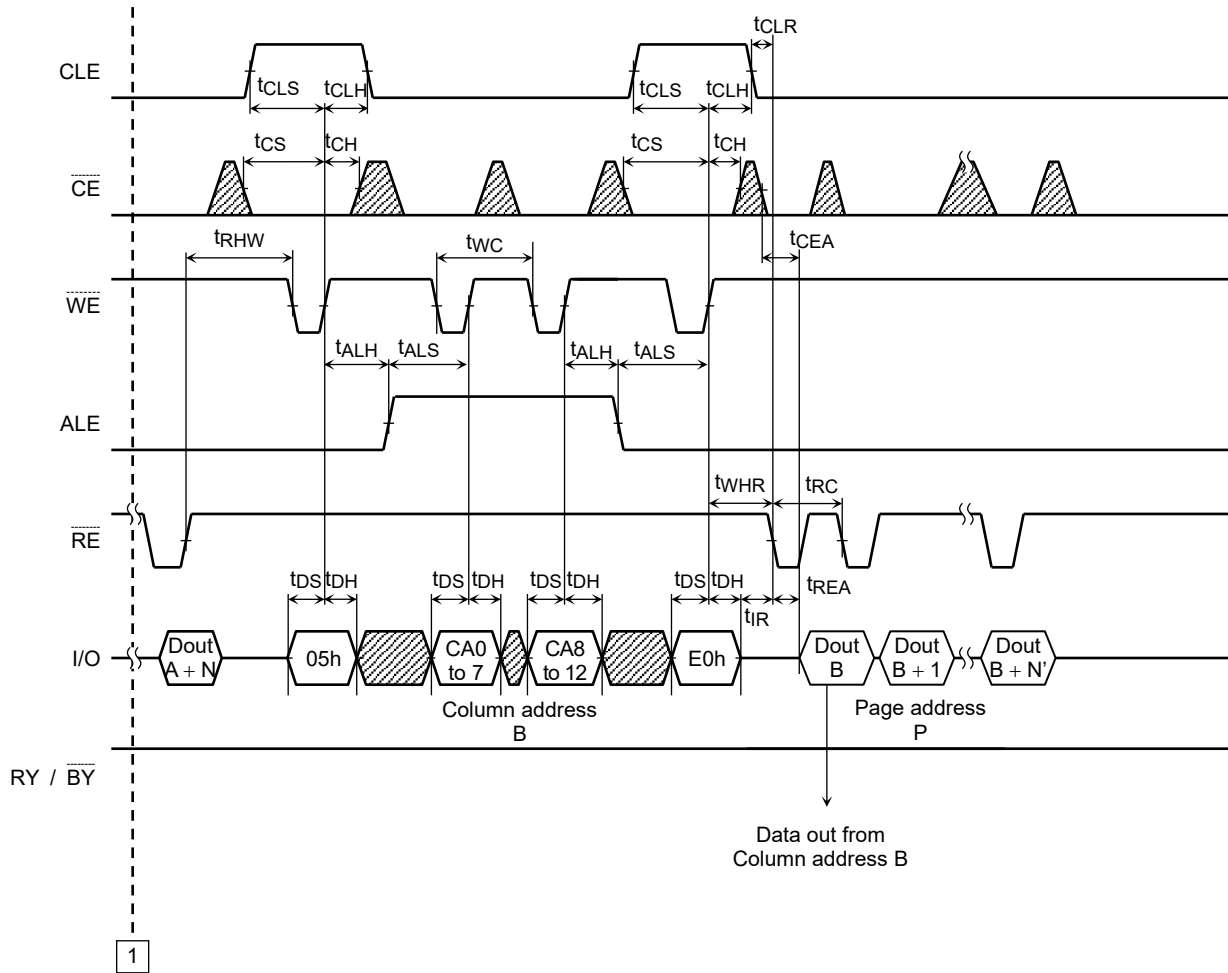 tCLR
CLE
tCLS tCLH tCLS tCLH
tCS tCH tCS tCH
CE
tCEA
tRHW tWC
WE
tALH tALS tALH tALS
ALE
tWHR tRC
RE
tDS tDH tDS tDH tDS tDH tDS tDH tREA
tIR
I/O Dout A + N 05h CA0 to 7 CA8 to 12 E0h Dout B Dout B + 1 Dout B + N’
Column address
B
Page address
P
RY / BY
Data out from
Column address B
1